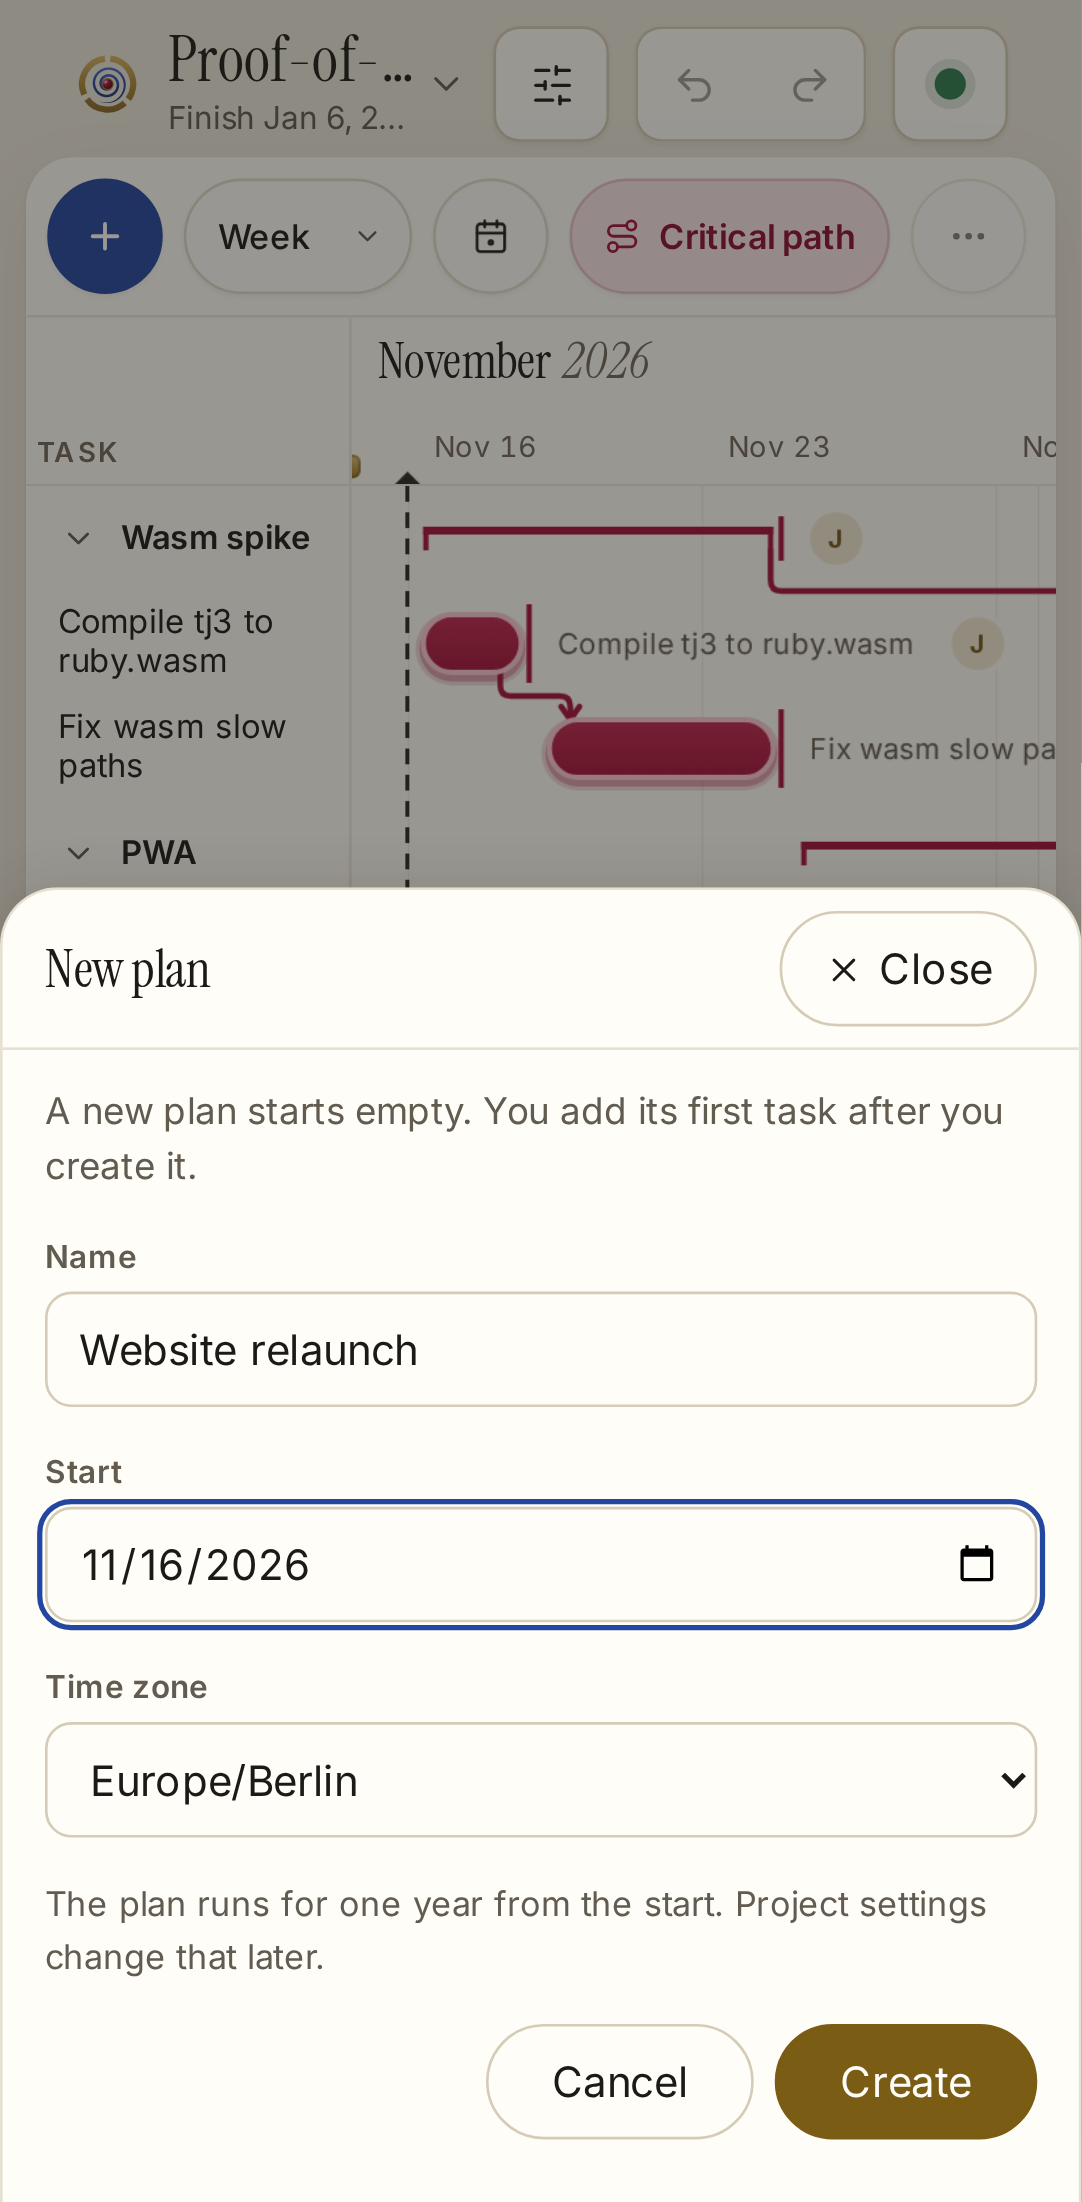 Proof-of-…
Finish Jan 6, 2…
Week
Critical path
November 2026
TASK
Nov 16
Nov 23
No
Wasm spike
J
Compile tj3 to
ruby.wasm
Compile tj3 to ruby.wasm
J
Fix wasm slow
paths
Fix wasm slow pa
PWA
New plan
Close
A new plan starts empty. You add its first task after you
create it.
Name
Website relaunch
Start
11/16/2026
Time zone
Europe/Berlin
The plan runs for one year from the start. Project settings
change that later.
Cancel
Create